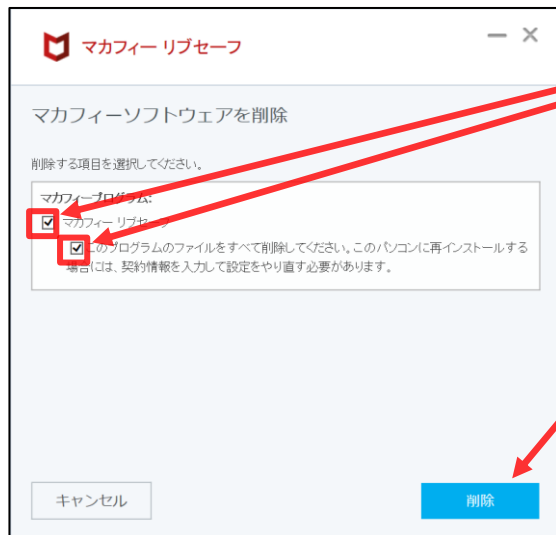 マカフィー リブセーフ
マカフィーソフトウェアを削除
削除する項目を選択してください。
マカフィープログラム:
マカフィー リブセーフ
このプログラムのファイルをすべて削除してください。このパソコンに再インストールする
場合には、契約情報を入力して設定をやり直す必要があります。
キャンセル
削除